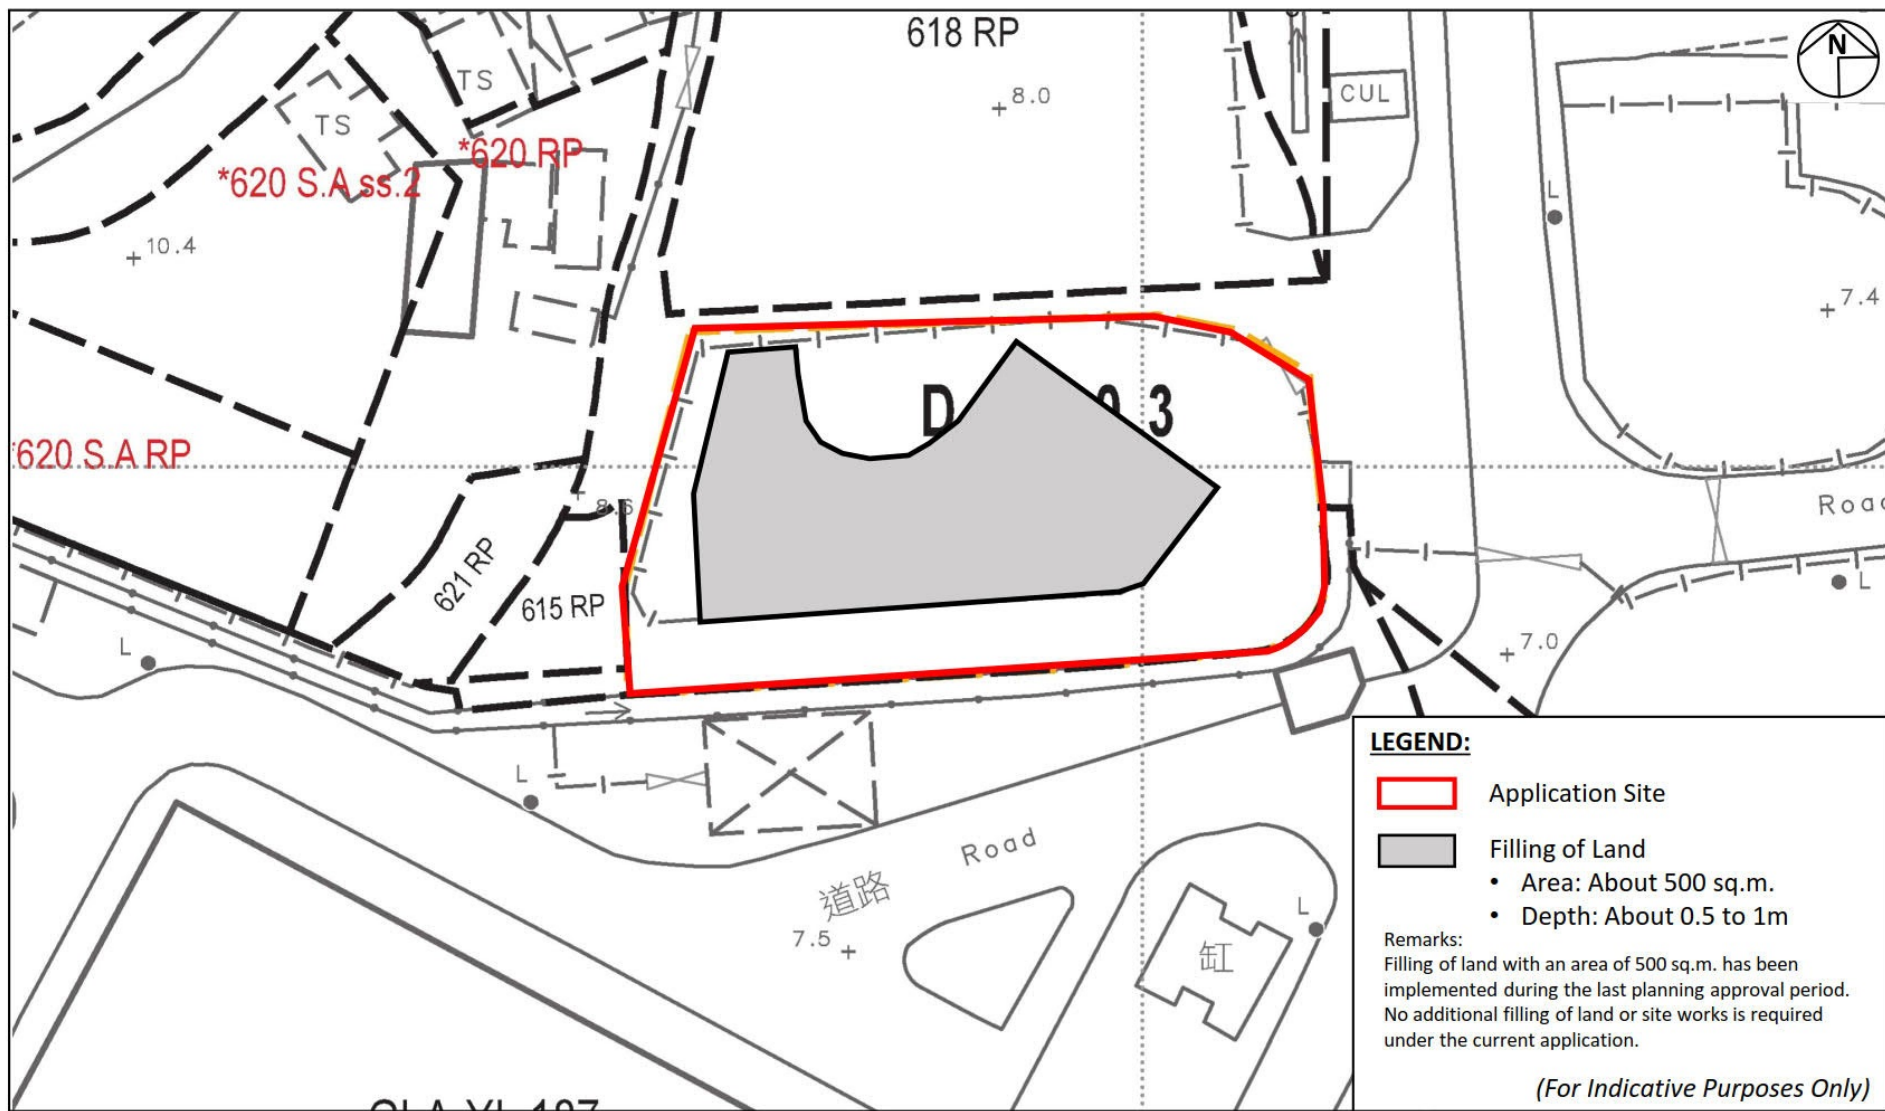 618 RP
N
TS
8.0
CUL
TS
*620 RP
*620 S.A ss.2
L
10.4
7.4
D
3
*620 S.A RP
8.6
Road
621 RP
615 RP
L
L
7.0
L
Road
道路
7.5
L
缸
LEGEND:
Application Site
Filling of Land
• Area: About 500 sq.m.
• Depth: About 0.5 to 1m
Remarks:
Filling of land with an area of 500 sq.m. has been
implemented during the last planning approval period.
No additional filling of land or site works is required
under the current application.
(For Indicative Purposes Only)